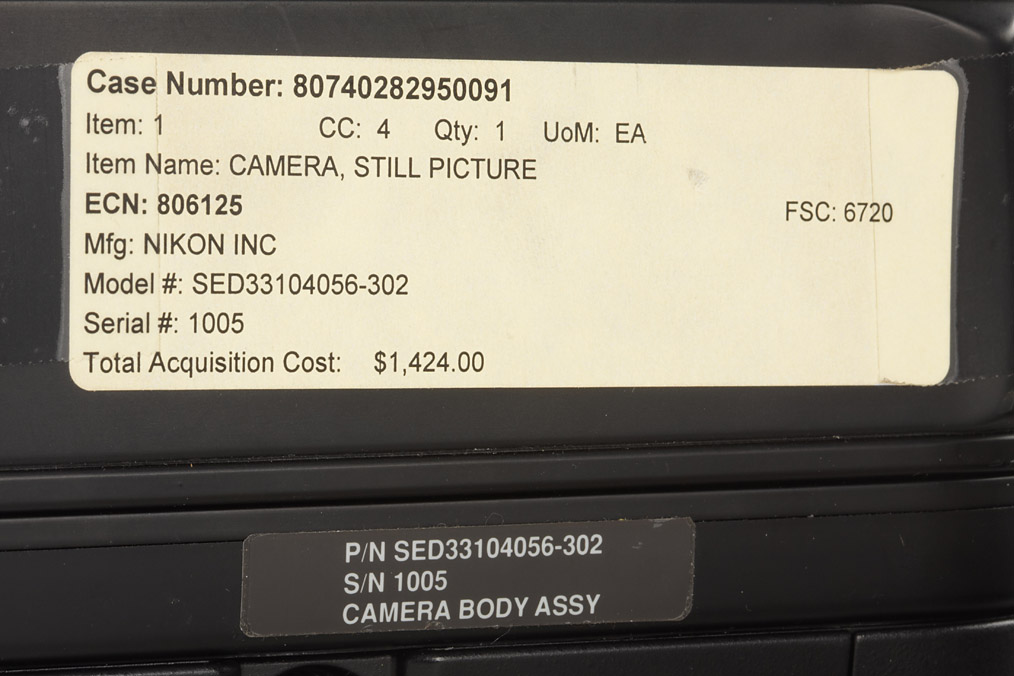 Case Number: 80740282950091
Item: 1 CC: 4 Qty: 1 UoM: EA
Item Name: CAMERA, STILL PICTURE
ECN: 806125 FSC: 6720
Mfg: NIKON INC
Model #: SED33104056-302
Serial #: 1005
Total Acquisition Cost: $1,424.00
P/N SED33104056-302
S/N 1005
CAMERA BODY ASSY